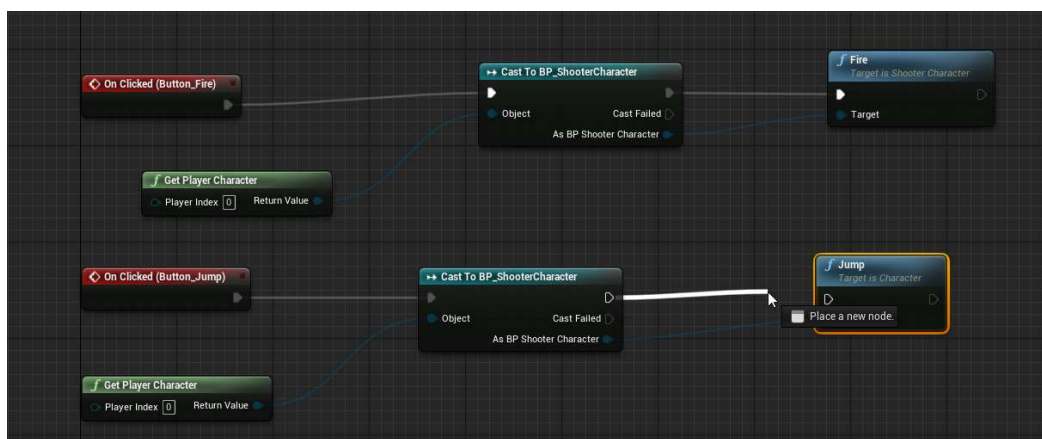 On Clicked (Button_Fire)
Cast To BP_ShooterCharacter
Object
Cast Failed
As BP Shooter Character
Fire
Target is Shooter Character
Target
Get Player Character
Player Index 0 Return Value
On Clicked (Button_Jump)
Cast To BP_ShooterCharacter
Object
Cast Failed
As BP Shooter Character
Jump
Target is Character
Place a new node.
Get Player Character
Player Index 0 Return Value